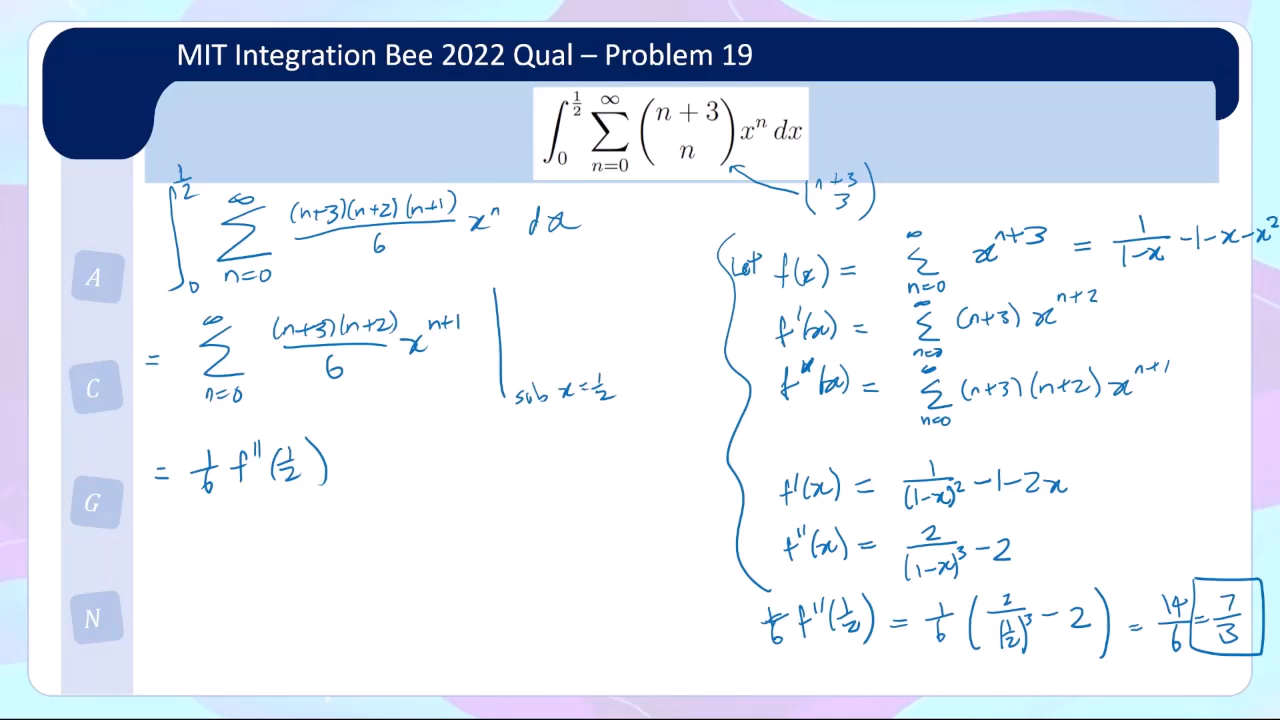 MIT Integration Bee 2022 Qual – Problem 19
∫_0^{1/2} ∑_{n=0}^{∞} (n + 3 \atop n) x^n dx
(n+3 \atop 3)
∫_0^{1/2} ∑_{n=0}^{∞} (n+3)(n+2)(n+1)/6 x^n dx
= ∑_{n=0}^{∞} (n+3)(n+2)/6 x^{n+1} | sub x=1/2
= 1/6 f''(1/2)
Let f(x) = ∑_{n=0}^{∞} x^{n+3} = 1/(1-x) -1-x-x^2
f'(x) = ∑_{n=0}^{∞} (n+3) x^{n+2}
f''(x) = ∑_{n=0}^{∞} (n+3)(n+2) x^{n+1}
f'(x) = 1/(1-x)^2 -1-2x
f''(x) = 2/(1-x)^3 -2
1/6 f''(1/2) = 1/6 (2/(1/2)^3 -2) = 14/6 = 7/3
A
C
G
N